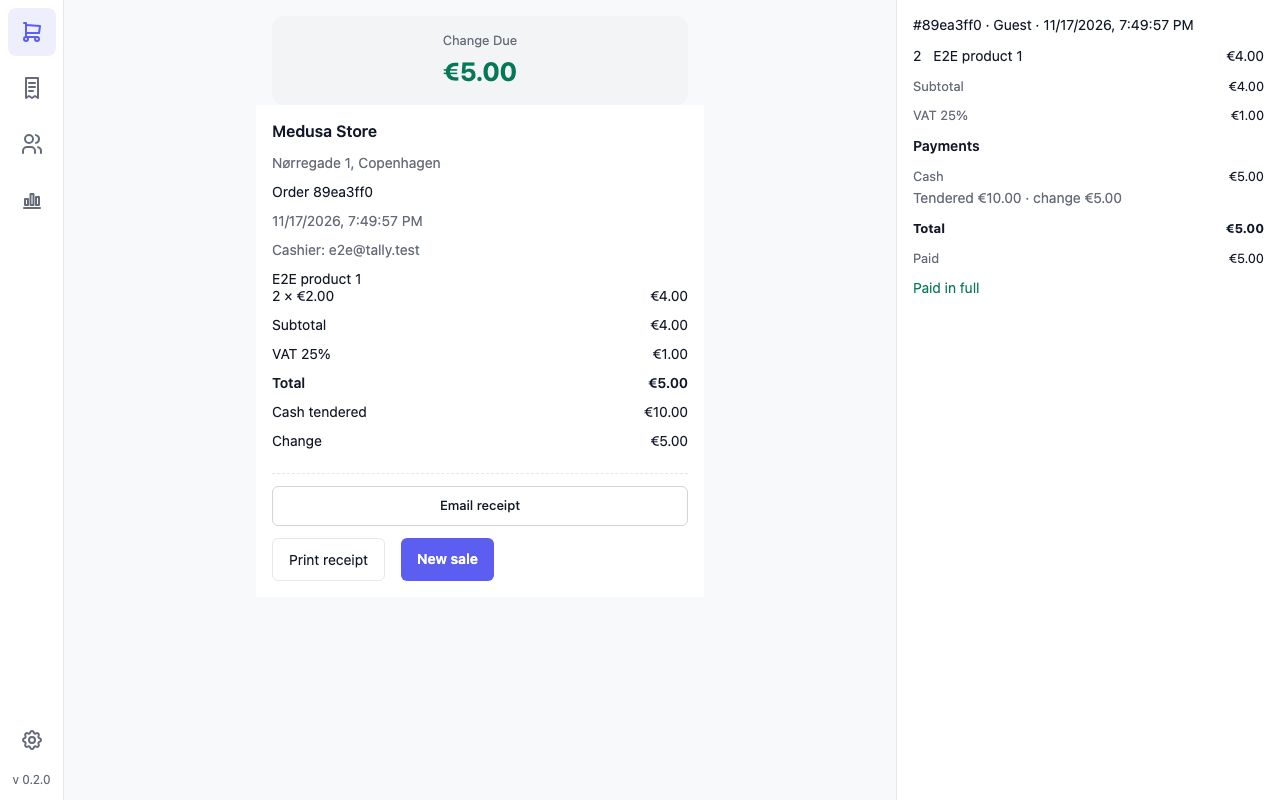 Change Due
€5.00
Medusa Store
Nørregade 1, Copenhagen
Order 89ea3ff0
11/17/2026, 7:49:57 PM
Cashier: e2e@tally.test
E2E product 1
2 × €2.00 €4.00
Subtotal €4.00
VAT 25% €1.00
Total €5.00
Cash tendered €10.00
Change €5.00
Email receipt
Print receipt New sale
v 0.2.0
#89ea3ff0 · Guest · 11/17/2026, 7:49:57 PM
2 E2E product 1 €4.00
Subtotal €4.00
VAT 25% €1.00
Payments
Cash €5.00
Tendered €10.00 · change €5.00
Total €5.00
Paid €5.00
Paid in full